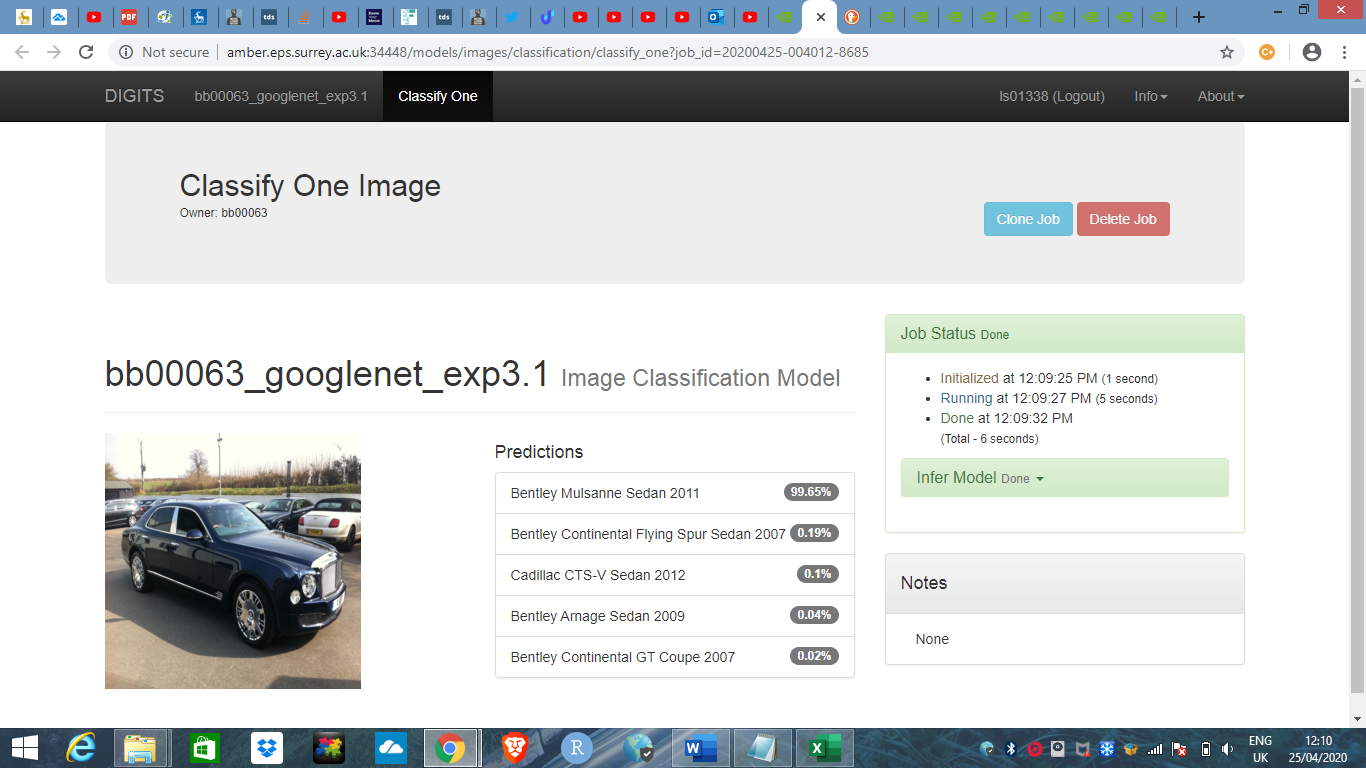 Not secure | amber.eps.surrey.ac.uk:34448/models/images/classification/classify_one?job_id=20200425-004012-8685
DIGITS bb00063_googlenet_exp3.1 Classify One ls01338 (Logout) Info About
Classify One Image
Owner: bb00063
Clone Job Delete Job
Job Status Done
Initialized at 12:09:25 PM (1 second)
Running at 12:09:27 PM (5 seconds)
Done at 12:09:32 PM
(Total - 6 seconds)
Infer Model Done
Notes
None
bb00063_googlenet_exp3.1 Image Classification Model
Predictions
Bentley Mulsanne Sedan 2011 99.65%
Bentley Continental Flying Spur Sedan 2007 0.19%
Cadillac CTS-V Sedan 2012 0.1%
Bentley Arnage Sedan 2009 0.04%
Bentley Continental GT Coupe 2007 0.02%
ENG 12:10
UK 25/04/2020